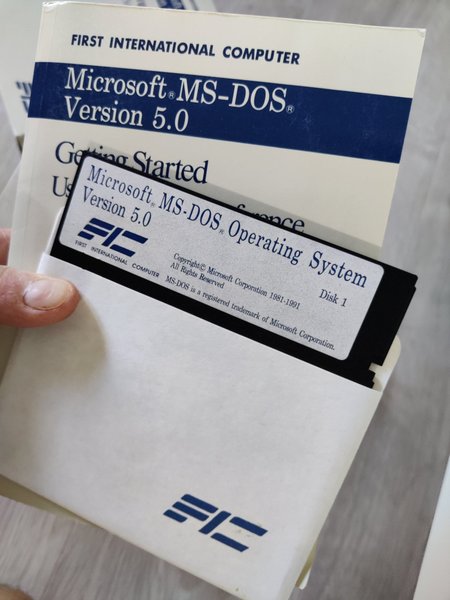 FIRST INTERNATIONAL COMPUTER
Microsoft® MS-DOS®
Version 5.0
Getting Started
Microsoft® MS-DOS® Operating System
Version 5.0
FIC
FIRST INTERNATIONAL COMPUTER
Disk 1
Copyright© Microsoft Corporation 1981-1991
All Rights Reserved
MS-DOS is a registered trademark of Microsoft Corporation.
FIC